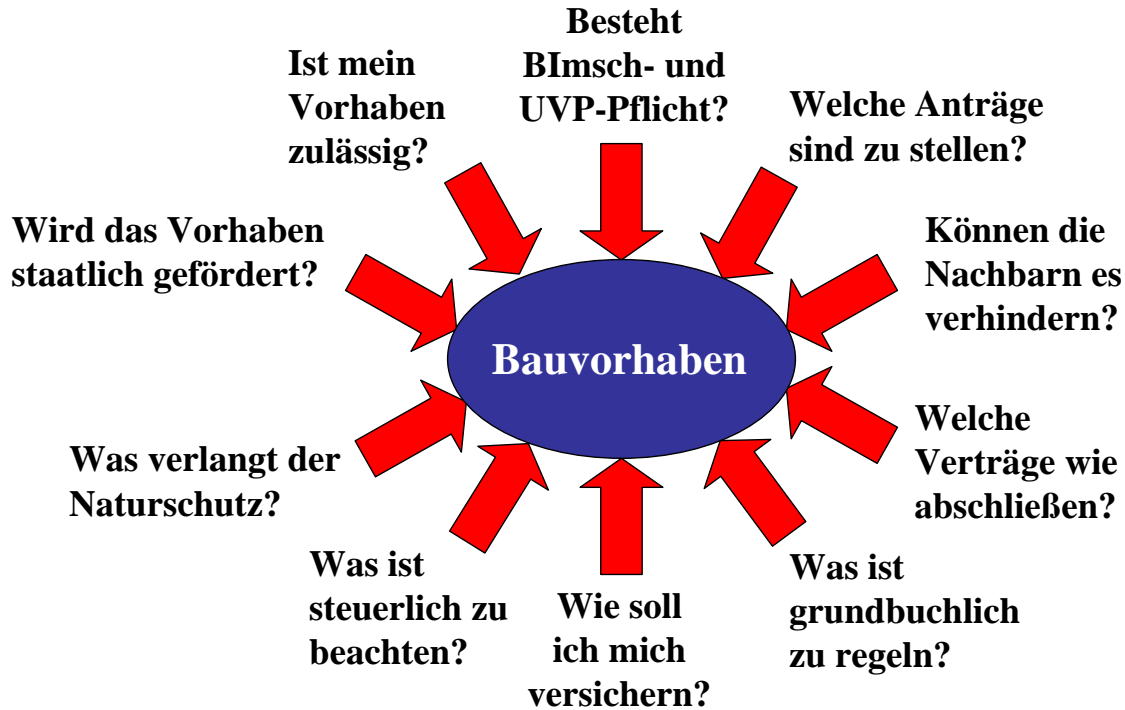 Besteht
BImsch- und
UVP-Pflicht?
Ist mein
Vorhaben
zulässig?
Welche Anträge
sind zu stellen?
Wird das Vorhaben
staatlich gefördert?
Können die
Nachbarn es
verhindern?
Bauvorhaben
Was verlangt der
Naturschutz?
Welche
Verträge wie
abschließen?
Was ist
steuerlich zu
beachten?
Wie soll
ich mich
versichern?
Was ist
grundbuchlich
zu regeln?